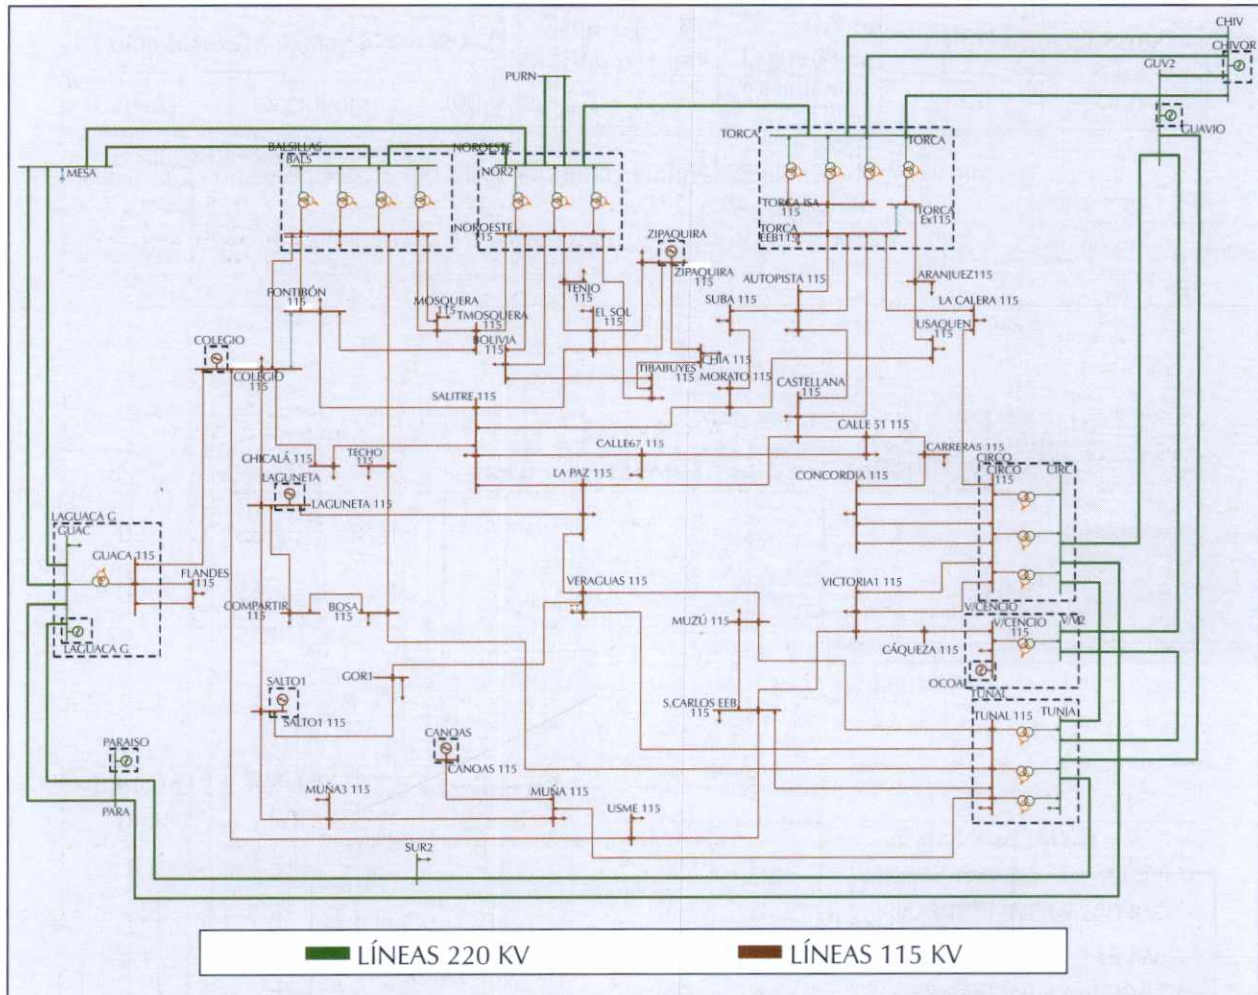 CHIV
CHIVOR
PURN
GUV2
TORCA
TORCA
GUAVIO
BALSILLAS
BALS
NOROESTE
NOR2
MESA
TORCA ISA
115
TORCA
Ex115
TORCA
EEB115
NOROESTE
115
ZIPAQUIRA
ZIPAQUIRA
115
AUTOPISTA
ARANJUEZ115
TENJO
115
FONTIBÓN
115
MOSQUERA
115
TMOSQUERA
115
EL SOL
115
SUBA 115
LA CALERA 115
USAQUEN
115
BOLIVIA
115
COLEGIO
COLEGIO
115
CHIA 115
TIBABUYES
115
MORATO 115
CASTELLANA
115
SALITRE 115
CALLE 51 115
CALLE67 115
CARRERA5 115
CHICALÁ 115
TECHO
115
LA PAZ 115
CONCORDIA 115
CIRCO
CIRCO
115
CIRC1
LAGUNETA
LAGUNETA 115
LAGUACA G
GUAC
GUACA 115
FLANDES
115
COMPARTIR
115
BOSA
115
VERAGUAS 115
VICTORIA1 115
MUZÚ 115
V/CENCIO
V/CENCIO
115
CÁQUEZA 115
OCOAI
LAGUACA G.
GOR1
SALTO1
SALTO1 115
S.CARLOS EEB
115
TUNAL
TUNAL 115
TUNJA
PARAISO
PARA
CANOAS
CANOAS 115
MUÑA3 115
MUÑA 115
USME 115
SUR2
LÍNEAS 220 KV
LÍNEAS 115 KV